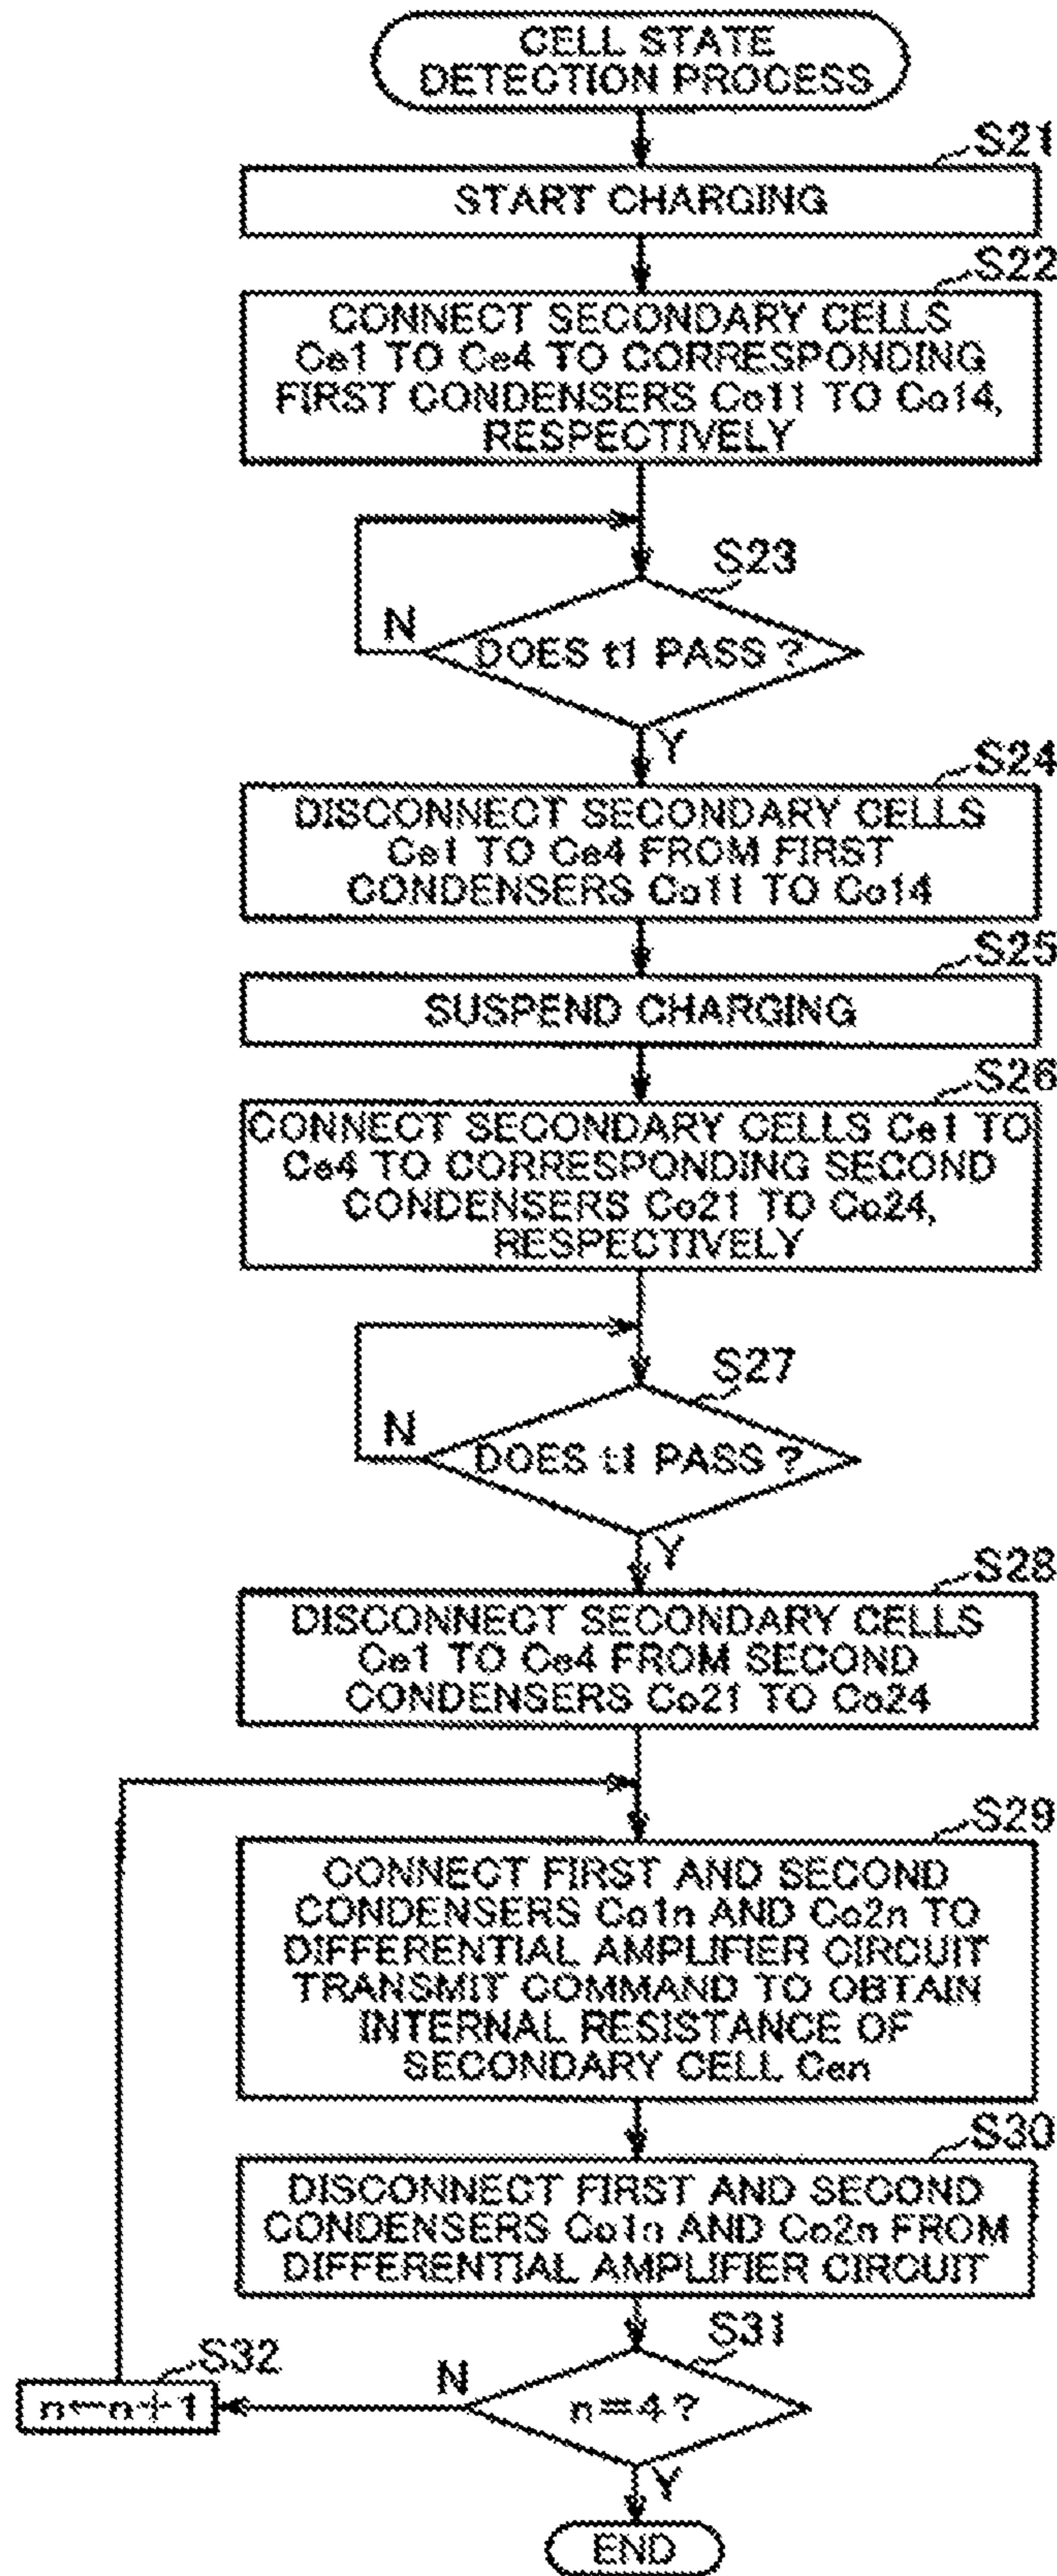 CELL STATE
DETECTION PROCESS
S21
START CHARGING
S22
CONNECT SECONDARY CELLS
Ce1 TO Ce4 TO CORRESPONDING
FIRST CONDENSERS Co11 TO Co14,
RESPECTIVELY
S23
N
DOES t1 PASS ?
Y
S24
DISCONNECT SECONDARY CELLS
Ce1 TO Ce4 FROM FIRST
CONDENSERS Co11 TO Co14
S25
SUSPEND CHARGING
S26
CONNECT SECONDARY CELLS Ce1 TO
Ce4 TO CORRESPONDING SECOND
CONDENSERS Co21 TO Co24,
RESPECTIVELY
S27
N
DOES t1 PASS ?
Y
S28
DISCONNECT SECONDARY CELLS
Ce1 TO Ce4 FROM SECOND
CONDENSERS Co21 TO Co24
S29
CONNECT FIRST AND SECOND
CONDENSERS Co1n AND Co2n TO
DIFFERENTIAL AMPLIFIER CIRCUIT
TRANSMIT COMMAND TO OBTAIN
INTERNAL RESISTANCE OF
SECONDARY CELL Cen
S30
DISCONNECT FIRST AND SECOND
CONDENSERS Co1n AND Co2n FROM
DIFFERENTIAL AMPLIFIER CIRCUIT
S31
N
n=4 ?
S32
n←n+1
Y
END